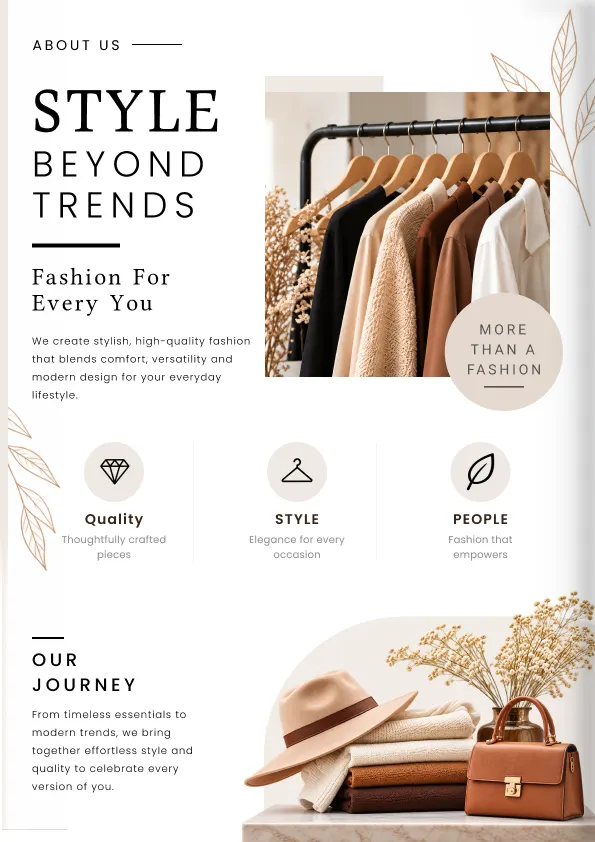 ABOUT US
STYLE
BEYOND
TRENDS
Fashion For
Every You
We create stylish, high-quality fashion
that blends comfort, versatility and
modern design for your everyday
lifestyle.
MORE
THAN A
FASHION
Quality
Thoughtfully crafted
pieces
STYLE
Elegance for every
occasion
PEOPLE
Fashion that
empowers
OUR
JOURNEY
From timeless essentials to
modern trends, we bring
together effortless style and
quality to celebrate every
version of you.